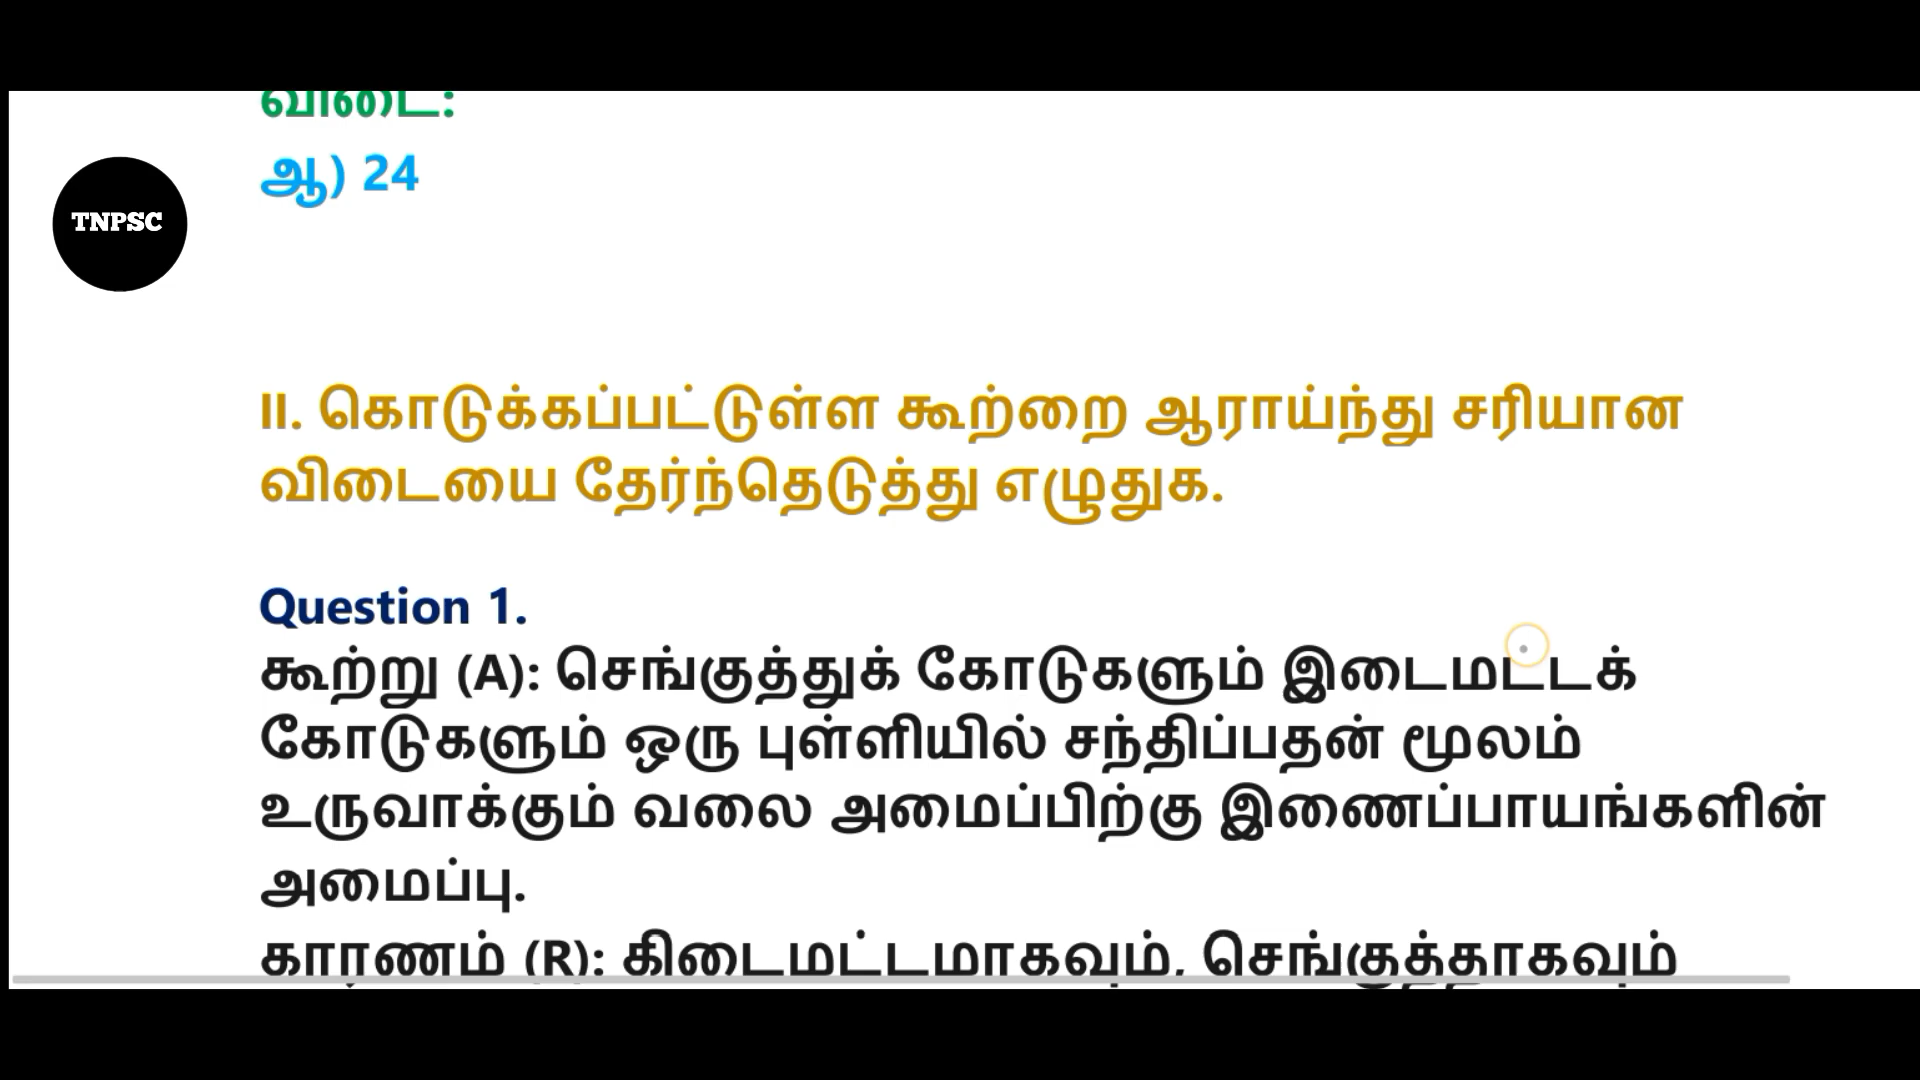 விடை:
ஆ) 24
TNPSC
II. கொடுக்கப்பட்டுள்ள கூற்றை ஆராய்ந்து சரியான
விடையை தேர்ந்தெடுத்து எழுதுக.
Question 1.
கூற்று (A): செங்குத்துக் கோடுகளும் இடைமட்டக்
கோடுகளும் ஒரு புள்ளியில் சந்திப்பதன் மூலம்
உருவாக்கும் வலை அமைப்பிற்கு இணைப்பாயங்களின்
அமைப்பு.
காரணம் (R): கிடைமட்டமாகவும், செங்குத்தாகவும்